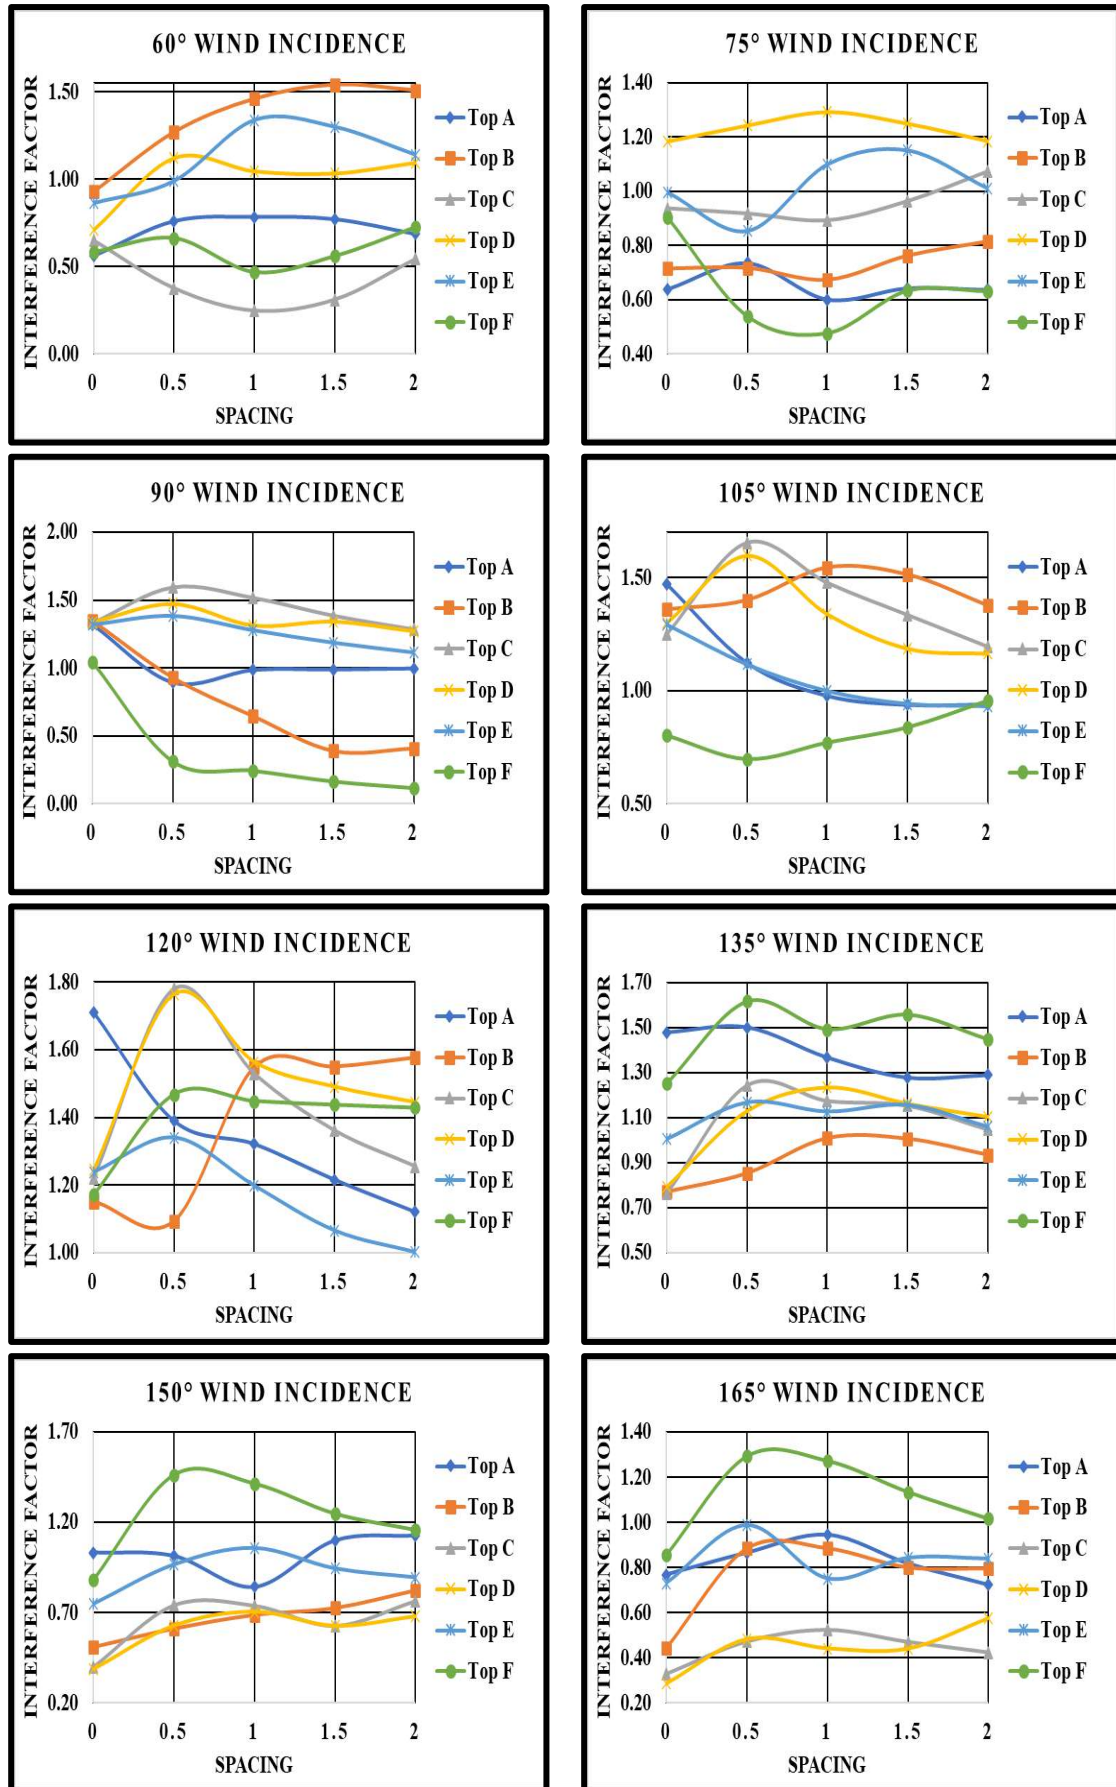 60° WIND INCIDENCE
INTERFERENCE FACTOR
1.50
1.00
0.50
0.00
0 0.5 1 1.5 2
SPACING
Top A
Top B
Top C
Top D
Top E
Top F
75° WIND INCIDENCE
INTERFERENCE FACTOR
1.40
1.20
1.00
0.80
0.60
0.40
0 0.5 1 1.5 2
SPACING
Top A
Top B
Top C
Top D
Top E
Top F
90° WIND INCIDENCE
INTERFERENCE FACTOR
2.00
1.50
1.00
0.50
0.00
0 0.5 1 1.5 2
SPACING
Top A
Top B
Top C
Top D
Top E
Top F
105° WIND INCIDENCE
INTERFERENCE FACTOR
1.50
1.00
0.50
0 0.5 1 1.5 2
SPACING
Top A
Top B
Top C
Top D
Top E
Top F
120° WIND INCIDENCE
INTERFERENCE FACTOR
1.80
1.60
1.40
1.20
1.00
0 0.5 1 1.5 2
SPACING
Top A
Top B
Top C
Top D
Top E
Top F
135° WIND INCIDENCE
INTERFERENCE FACTOR
1.70
1.50
1.30
1.10
0.90
0.70
0.50
0 0.5 1 1.5 2
SPACING
Top A
Top B
Top C
Top D
Top E
Top F
150° WIND INCIDENCE
INTERFERENCE FACTOR
1.70
1.20
0.70
0.20
0 0.5 1 1.5 2
SPACING
Top A
Top B
Top C
Top D
Top E
Top F
165° WIND INCIDENCE
INTERFERENCE FACTOR
1.40
1.20
1.00
0.80
0.60
0.40
0.20
0 0.5 1 1.5 2
SPACING
Top A
Top B
Top C
Top D
Top E
Top F